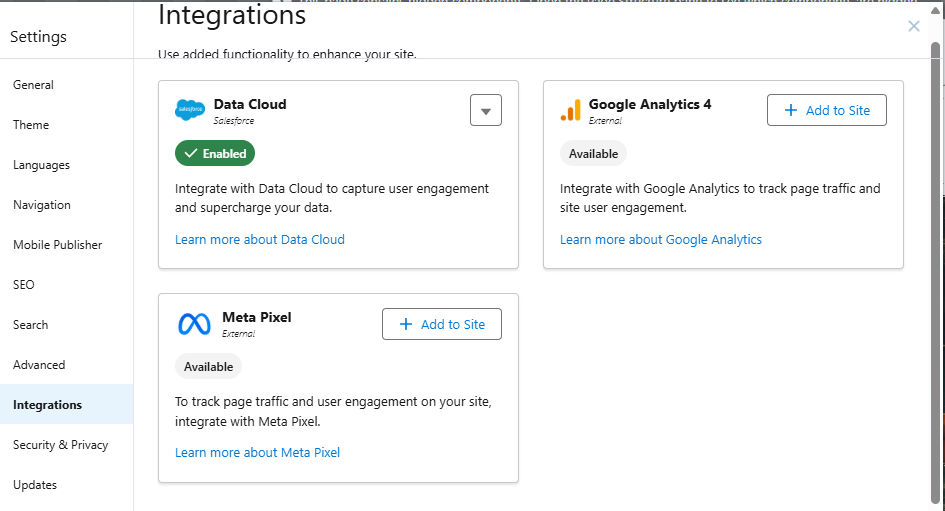 Integrations
Settings
Use added functionality to enhance your site.
General
Theme
Languages
Navigation
Mobile Publisher
SEO
Search
Advanced
Integrations
Security & Privacy
Updates
salesforce
Data Cloud
Salesforce
Enabled
Integrate with Data Cloud to capture user engagement
and supercharge your data.
Learn more about Data Cloud
Google Analytics 4
External
Add to Site
Available
Integrate with Google Analytics to track page traffic and
site user engagement.
Learn more about Google Analytics
Meta Pixel
External
Add to Site
Available
To track page traffic and user engagement on your site,
integrate with Meta Pixel.
Learn more about Meta Pixel